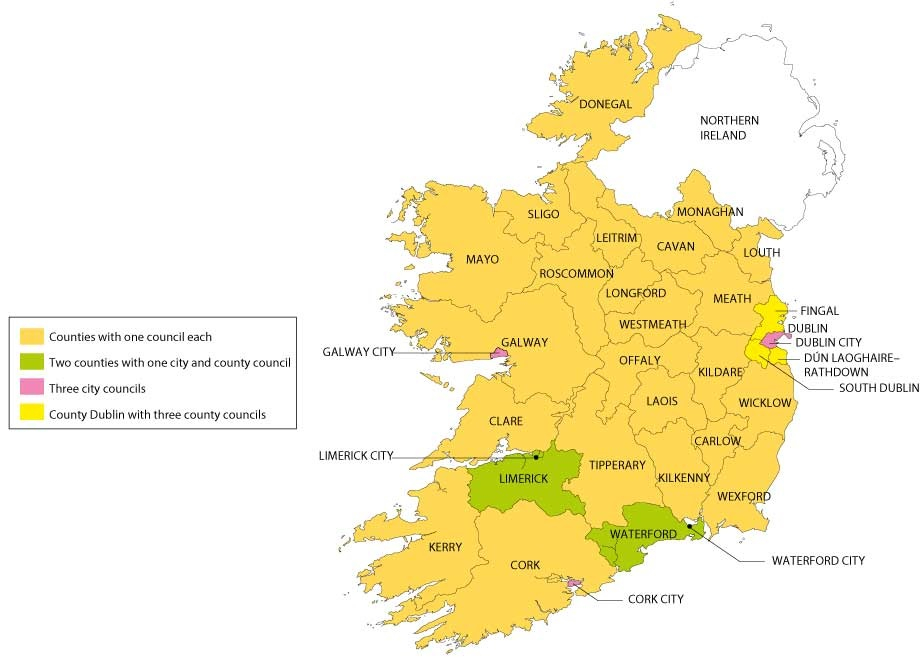 DONEGAL
NORTHERN
IRELAND
MONAGHAN
SLIGO
LEITRIM
CAVAN
LOUTH
MAYO
ROSCOMMON
LONGFORD
MEATH
FINGAL
WESTMEATH
DUBLIN
DUBLIN CITY
GALWAY
GALWAY CITY
OFFALY
KILDARE
DÚN LAOGHAIRE–
RATHDOWN
SOUTH DUBLIN
LAOIS
WICKLOW
CLARE
CARLOW
LIMERICK CITY
LIMERICK
TIPPERARY
KILKENNY
WEXFORD
WATERFORD
KERRY
CORK
WATERFORD CITY
CORK CITY
Counties with one council each
Two counties with one city and county council
Three city councils
County Dublin with three county councils